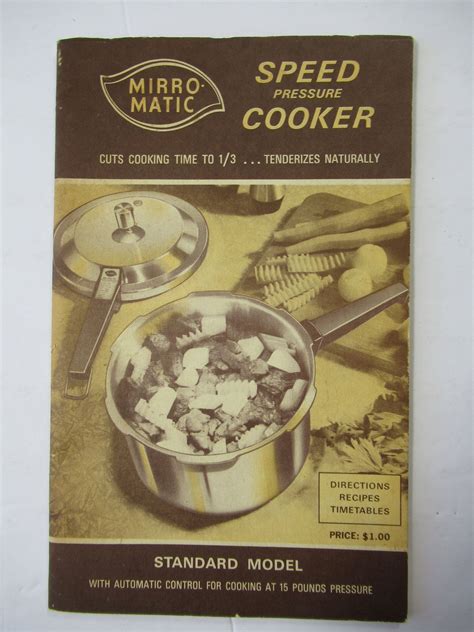 MIRRO-
MATIC
SPEED
PRESSURE
COOKER
CUTS COOKING TIME TO 1/3 ... TENDERIZES NATURALLY
DIRECTIONS
RECIPES
TIMETABLES
PRICE: $1.00
STANDARD MODEL
WITH AUTOMATIC CONTROL FOR COOKING AT 15 POUNDS PRESSURE